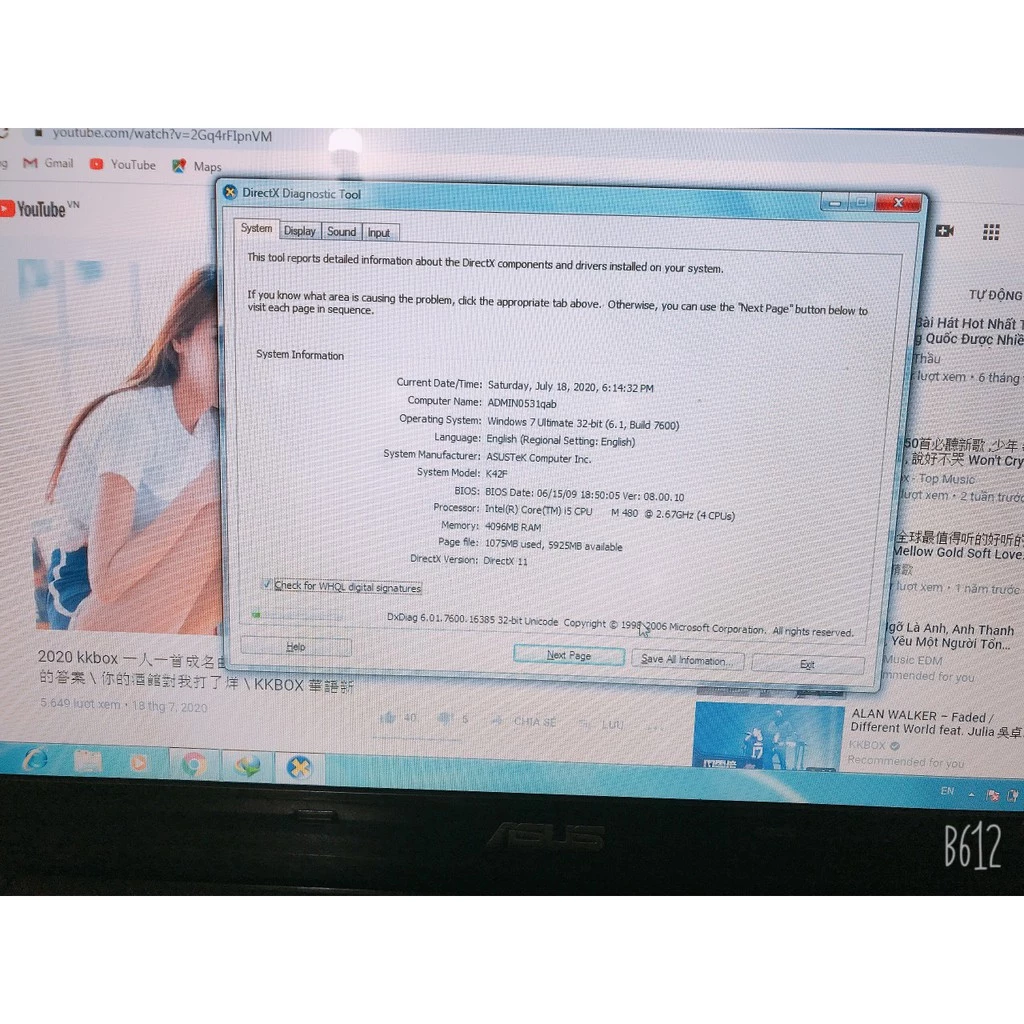 youtube.com/watch?v=2Gq4rFIpnVM
Gmail YouTube Maps
YouTube VN
DirectX Diagnostic Tool
System Display Sound Input
This tool reports detailed information about the DirectX components and drivers installed on your system.
If you know what area is causing the problem, click the appropriate tab above. Otherwise, you can use the "Next Page" button below to
visit each page in sequence.
System Information
Current Date/Time: Saturday, July 18, 2020, 6:14:32 PM
Computer Name: ADMIN0531qab
Operating System: Windows 7 Ultimate 32-bit (6.1, Build 7600)
Language: English (Regional Setting: English)
System Manufacturer: ASUSTeK Computer Inc.
System Model: K42F
BIOS: BIOS Date: 06/15/09 18:50:05 Ver: 08.00.10
Processor: Intel(R) Core(TM) i5 CPU M 480 @ 2.67GHz (4 CPUs)
Memory: 4096MB RAM
Page file: 1075MB used, 5925MB available
DirectX Version: DirectX 11
Check for WHQL digital signatures
DxDiag 6.01.7600.16385 32-bit Unicode Copyright © 1998-2006 Microsoft Corporation. All rights reserved.
Help Next Page Save All Information... Exit
TỰ ĐỘNG
Bài Hát Hot Nhất
Quốc Được Nhiề
Thầu
lượt xem • 6 tháng
50首必聽新歌 ,少年
說好不哭 Won't Cry
Top Music
lượt xem • 2 tuần trước
全球最值得听的好听的
Mellow Gold Soft Love
情歌
lượt xem • 1 năm trước
gỡ Là Anh, Anh Thanh
, Yêu Một Người Tổn...
Music EDM
mmended for you
ALAN WALKER – Faded /
Different World feat. Julia 吳卓
KKBOX
Recommended for you
2020 kkbox 一人一首成名
的答案 \ 你的酒館對我打了烊 \ KKBOX 華語新
5.649 lượt xem • 18 thg 7, 2020
40 5 CHIA SẺ LƯU
EN
ASUS
B612